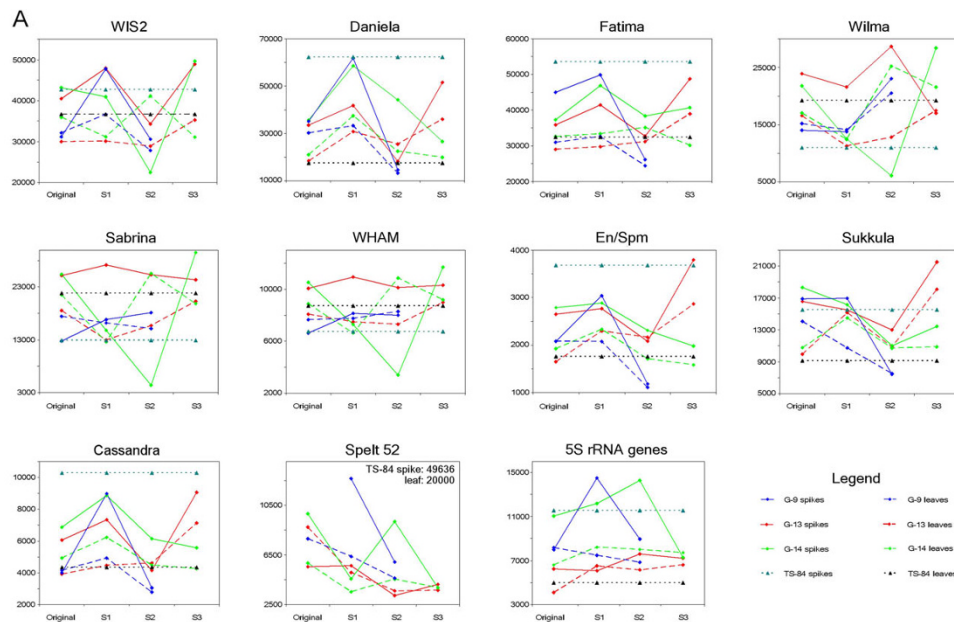 A
WIS2
50000
40000
30000
20000
Original S1 S2 S3
Daniela
70000
50000
30000
10000
Original S1 S2 S3
Fatima
60000
50000
40000
30000
20000
Original S1 S2 S3
Wilma
25000
15000
5000
Original S1 S2 S3
Sabrina
23000
13000
3000
Original S1 S2 S3
WHAM
10000
8000
6000
4000
2000
Original S1 S2 S3
En/Spm
4000
3000
2000
1000
Original S1 S2 S3
Sukkula
21000
17000
13000
9000
5000
Original S1 S2 S3
Cassandra
10000
8000
6000
4000
2000
Original S1 S2 S3
Spelt 52
TS-84 spike: 49636
leaf: 20000
10500
6500
2500
Original S1 S2 S3
5S rRNA genes
15000
11000
7000
3000
Original S1 S2 S3
Legend
G-9 spikes G-9 leaves
G-13 spikes G-13 leaves
G-14 spikes G-14 leaves
TS-84 spikes TS-84 leaves